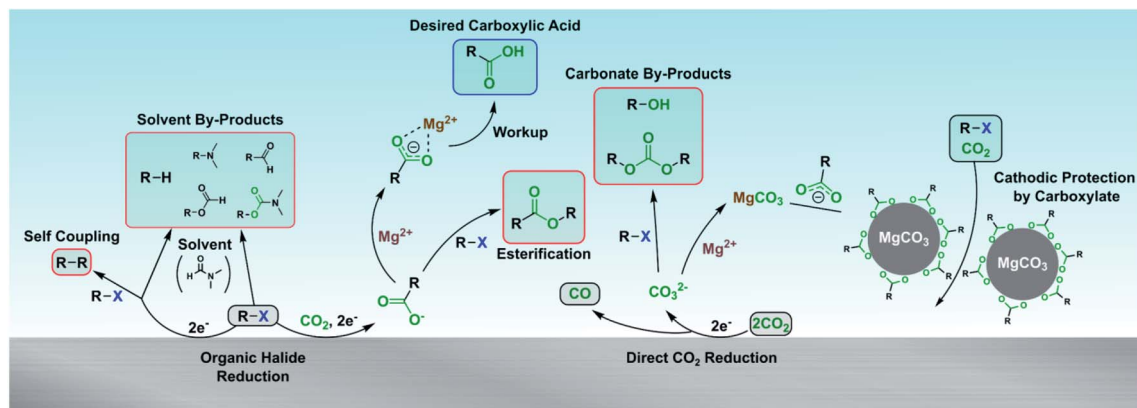 Desired Carboxylic Acid
R
OH
O
Carbonate By-Products
R-OH
O
R O O R
Solvent By-Products
R-H
R-N
R O
H
O
R-O H
O
R-O N
Mg2+
O
O
R
Workup
R-X
CO2
Cathodic Protection
by Carboxylate
R
O
O
MgCO3
MgCO3
MgCO3
Mg2+
Mg2+
O
R O R
Esterification
R-X
R-X
Self Coupling
R-R
Solvent
O
H N
R-X
R
O
O-
CO
CO32-
2CO2
2e-
R-X
CO2, 2e-
2e-
Organic Halide
Reduction
Direct CO2 Reduction